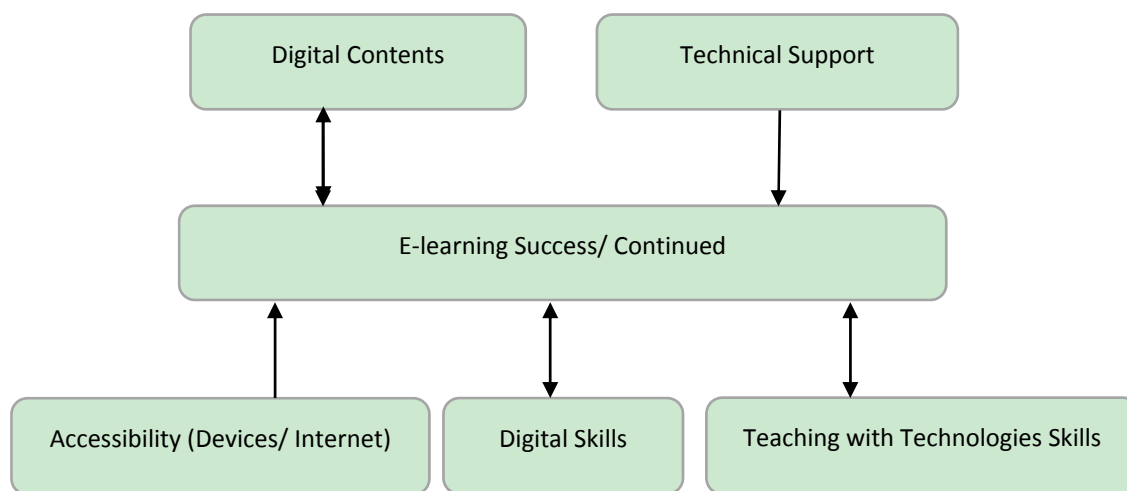 Digital Contents
Technical Support
E-learning Success/ Continued
Accessibility (Devices/ Internet)
Digital Skills
Teaching with Technologies Skills